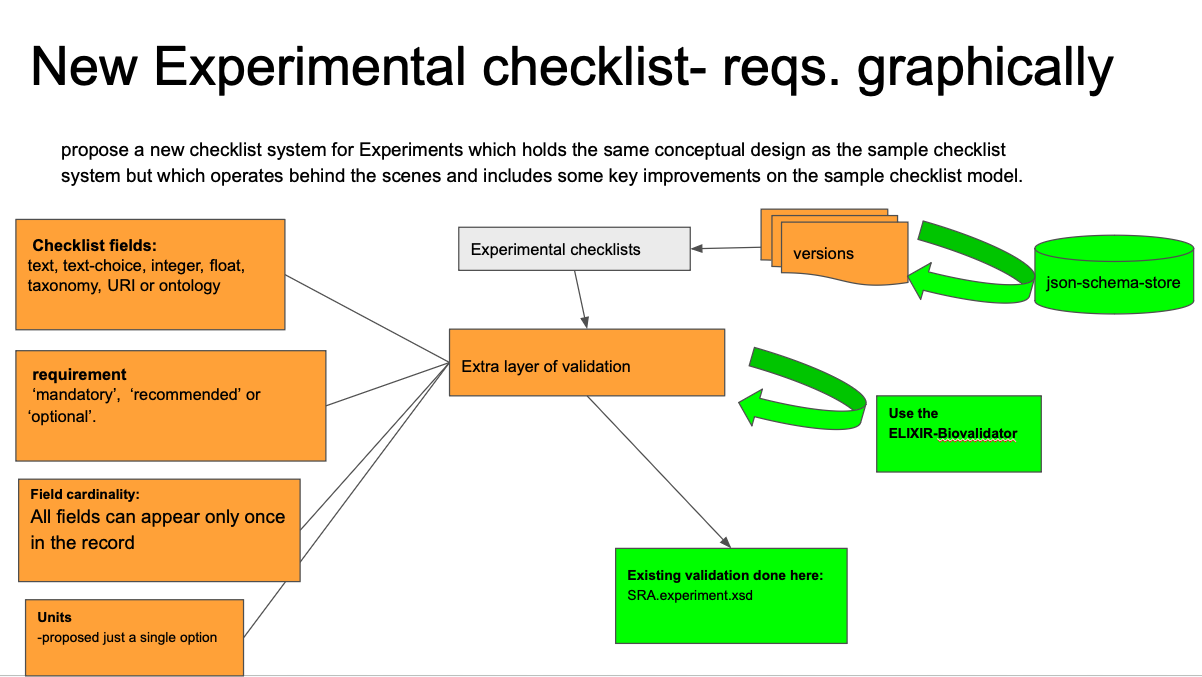 New Experimental checklist- reqs. graphically
propose a new checklist system for Experiments which holds the same conceptual design as the sample checklist
system but which operates behind the scenes and includes some key improvements on the sample checklist model.
Checklist fields:
text, text-choice, integer, float,
taxonomy, URI or ontology
Experimental checklists
versions
json-schema-store
requirement
‘mandatory’,  ‘recommended’ or
‘optional’.
Extra layer of validation
Use the
ELIXIR-Biovalidator
Field cardinality:
All fields can appear only once
in the record
Existing validation done here:
SRA.experiment.xsd
Units
-proposed just a single option